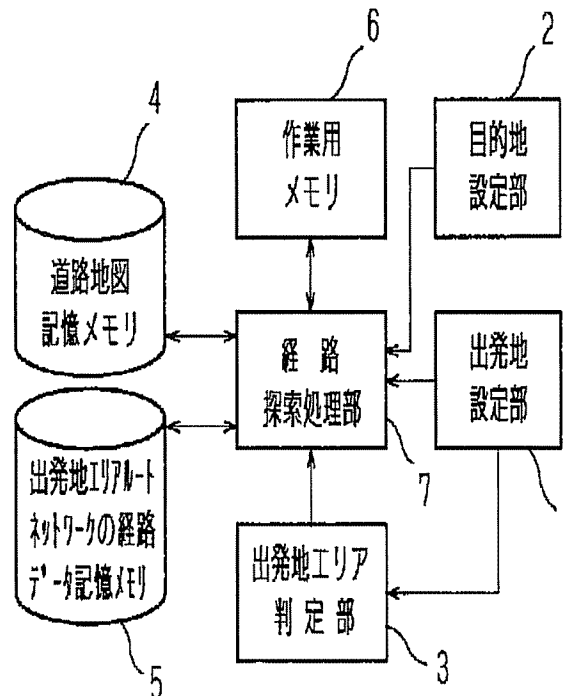 6
2
4
作業用
メモリ
目的地
設定部
道路地図
記憶メモリ
経 路
探索処理部
出発地
設定部
7
出発地エリアルート
ネットワークの経路
データ記憶メモリ
出発地エリア
判定部
3
5